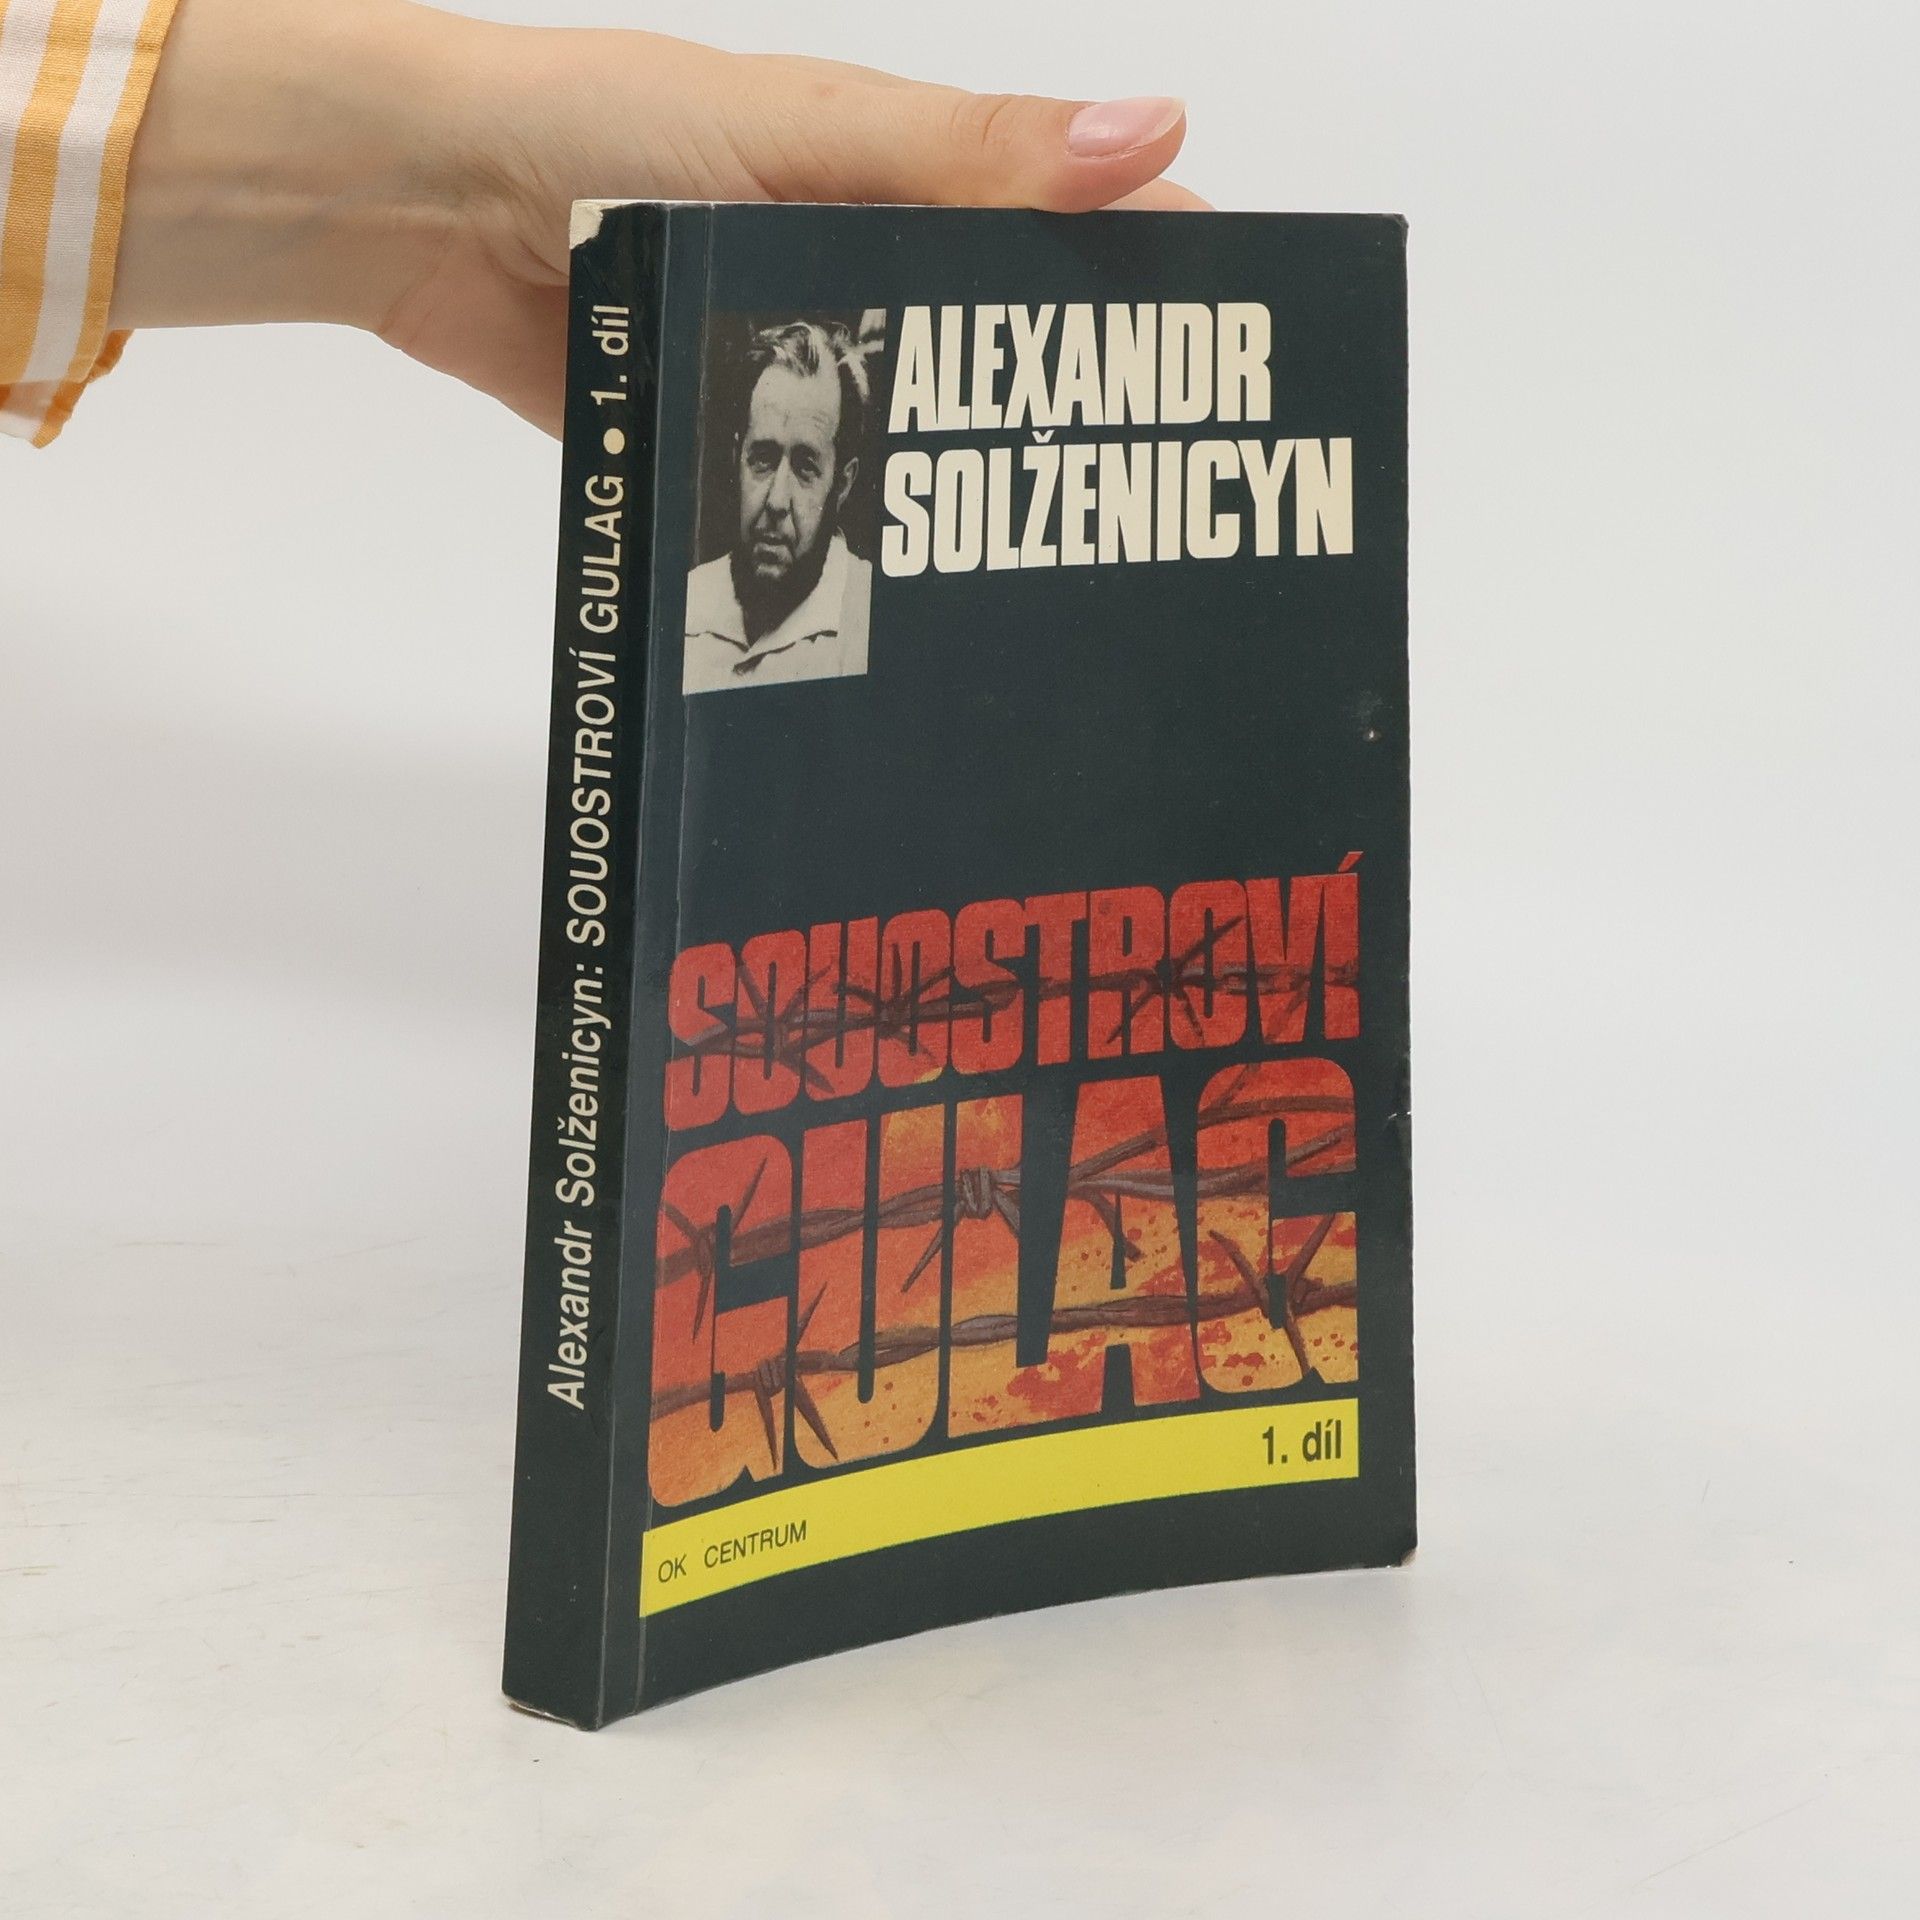 Alexandr Solženicyn: SOUOSTROVÍ GULAG ● 1. díl
ALEXANDR
SOLŽENICYN
SOUOSTROVÍ
GULAG
1. díl
OK CENTRUM